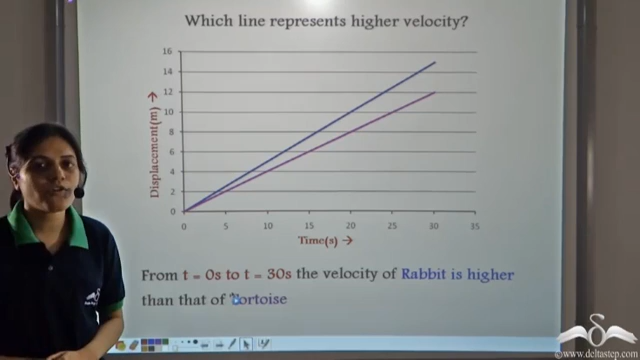 Which line represents higher velocity?
16
14
12
10
8
6
4
2
0
Displacement(m) →
0 5 10 15 20 25 30 35
Time(s) →
From t = 0s to t = 30s the velocity of Rabbit is higher
than that of Tortoise
©www.deltastep.com